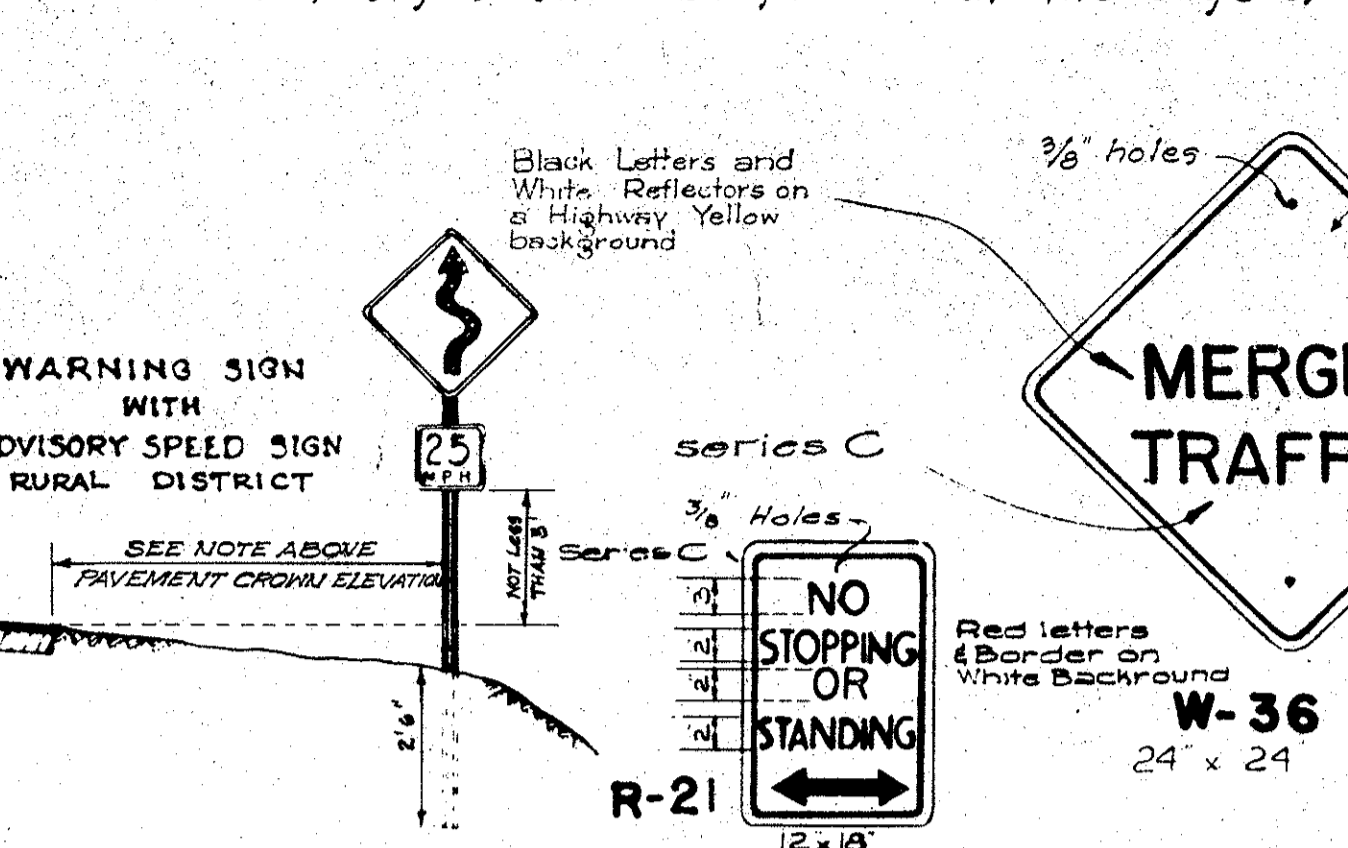 Black Letters and
White Reflectors on
a Highway Yellow
background
3/8" holes
WARNING SIGN
WITH
DVISORY SPEED SIGN
RURAL DISTRICT
25
MPH
SEE NOTE ABOVE
PAVEMENT CROWN ELEVATION
NOT LESS
THAN
2'6"
series C
3/8" Holes
Series C
3
2
2
2
NO
STOPPING
OR
STANDING
R-21
12 x 18"
Red letters
& Border on
White Backround
MERG
TRAFF
W-36
24" x 24